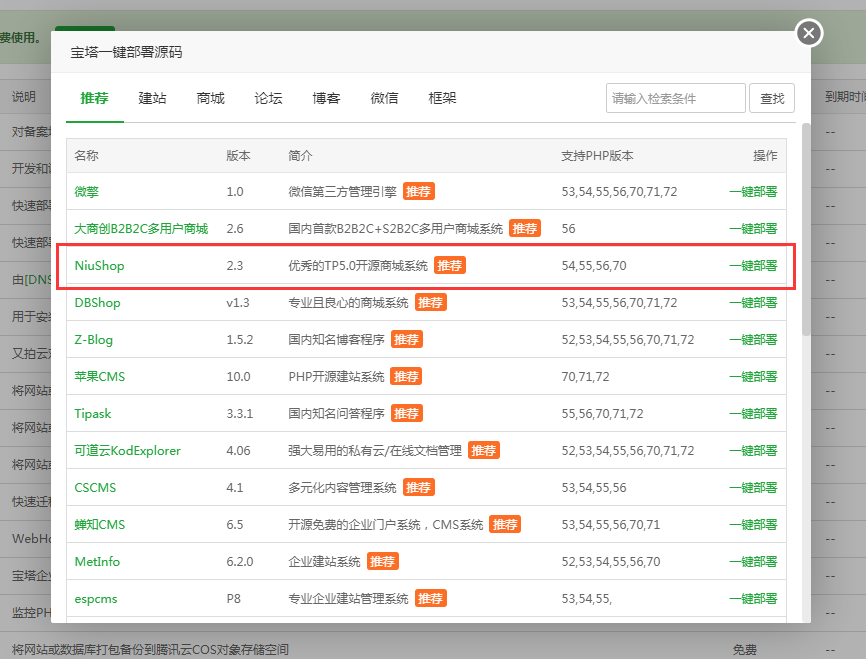 费使用。
宝塔一键部署源码
推荐 建站 商城 论坛 博客 微信 框架 请输入检索条件 查找
说明 到期时间
名称 版本 简介 支持PHP版本 操作
对备案 --
开发和 --
微擎 1.0 微信第三方管理引擎 推荐 53,54,55,56,70,71,72 一键部署
快速部 --
大商创B2B2C多用户商城 2.6 国内首款B2B2C+S2B2C多用户商城系统 推荐 56 一键部署
快速部 --
NiuShop 2.3 优秀的TP5.0开源商城系统 推荐 54,55,56,70 一键部署
由[DNS --
DBShop v1.3 专业且良心的商城系统 推荐 53,54,55,56,70,71,72 一键部署
用于安 --
Z-Blog 1.5.2 国内知名博客程序 推荐 52,53,54,55,56,70,71,72 一键部署
又拍云 --
苹果CMS 10.0 PHP开源建站系统 推荐 70,71,72 一键部署
将网站或 --
Tipask 3.3.1 国内知名问答程序 推荐 55,56,70,71,72 一键部署
将网站或 --
可道云KodExplorer 4.06 强大易用的私有云/在线文档管理 推荐 52,53,54,55,56,70,71,72 一键部署
将网站或 --
CSCMS 4.1 多元化内容管理系统 推荐 53,54,55,56 一键部署
快速迁 --
蝉知CMS 6.5 开源免费的企业门户系统，CMS系统 推荐 53,54,55,56,70,71 一键部署
WebHo --
MetInfo 6.2.0 企业建站系统 推荐 52,53,54,55,56,70 一键部署
宝塔企业 --
espcms P8 专业企业建站管理系统 推荐 53,54,55, 一键部署
监控PH --
将网站或数据库打包备份到腾讯云COS对象存储空间 免费 --